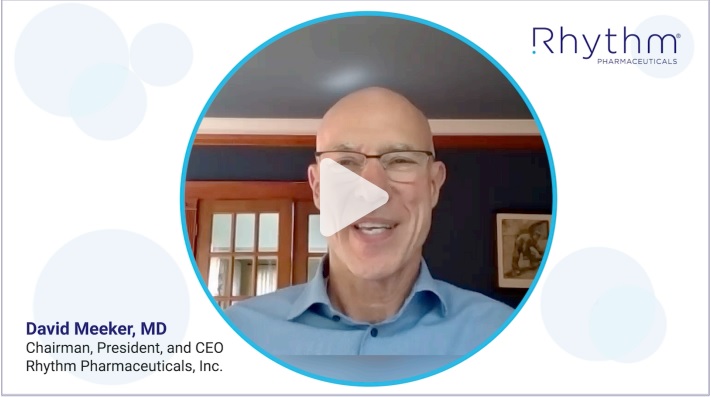 Rhythm®
PHARMACEUTICALS
David Meeker, MD
Chairman, President, and CEO
Rhythm Pharmaceuticals, Inc.